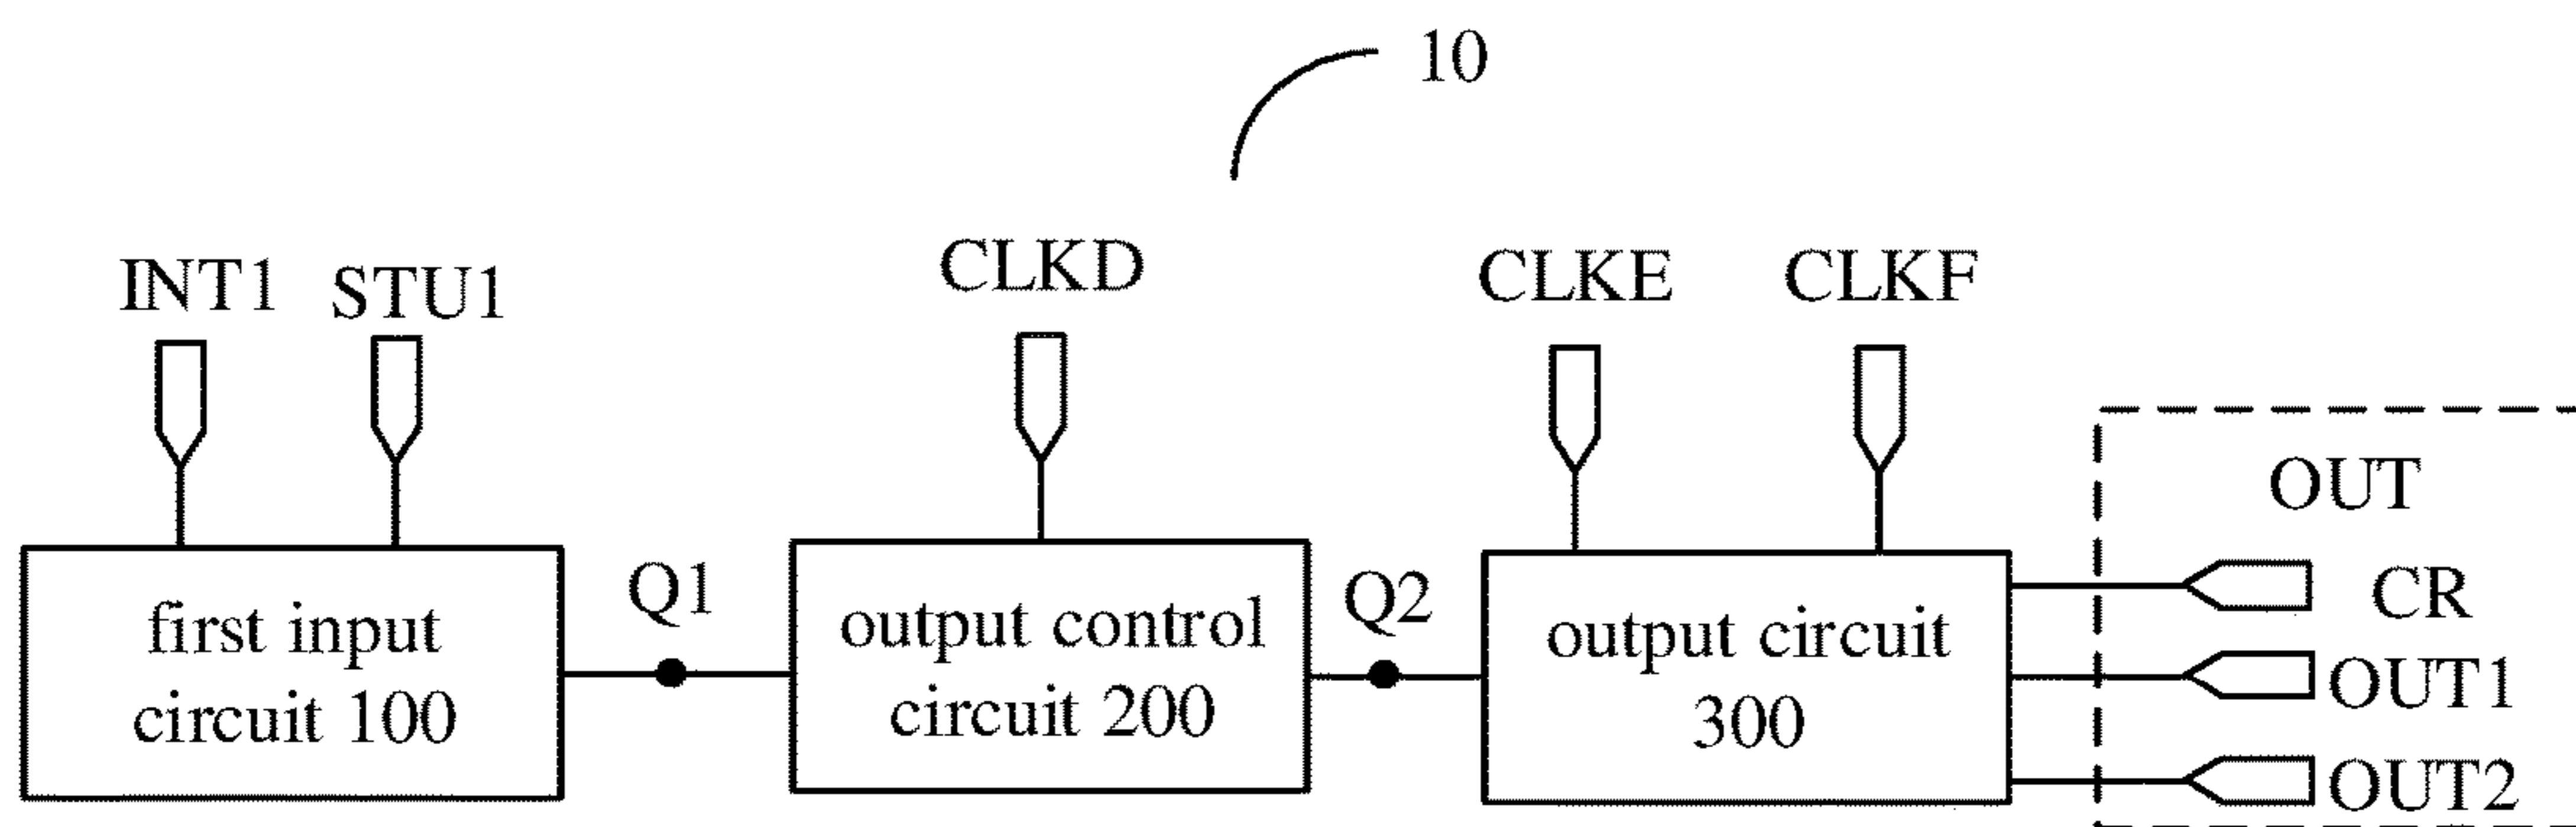 10
INT1
STU1
CLKD
CLKE
CLKF
OUT
first input
circuit 100
Q1
output control
circuit 200
Q2
output circuit
300
CR
OUT1
OUT2